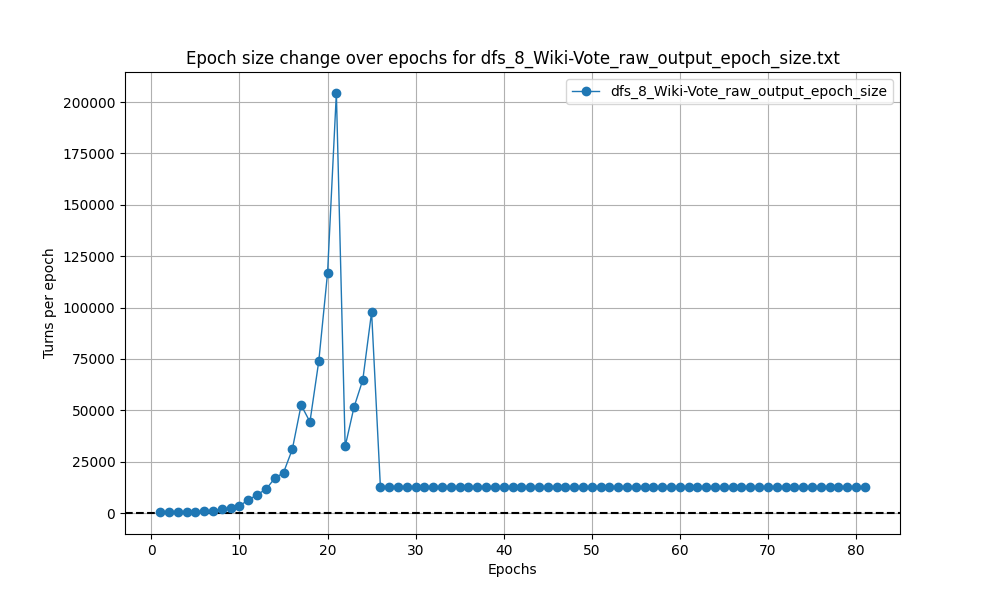 Epoch size change over epochs for dfs_8_Wiki-Vote_raw_output_epoch_size.txt
dfs_8_Wiki-Vote_raw_output_epoch_size
Turns per epoch
200000
175000
150000
125000
100000
75000
50000
25000
0
0 10 20 30 40 50 60 70 80
Epochs